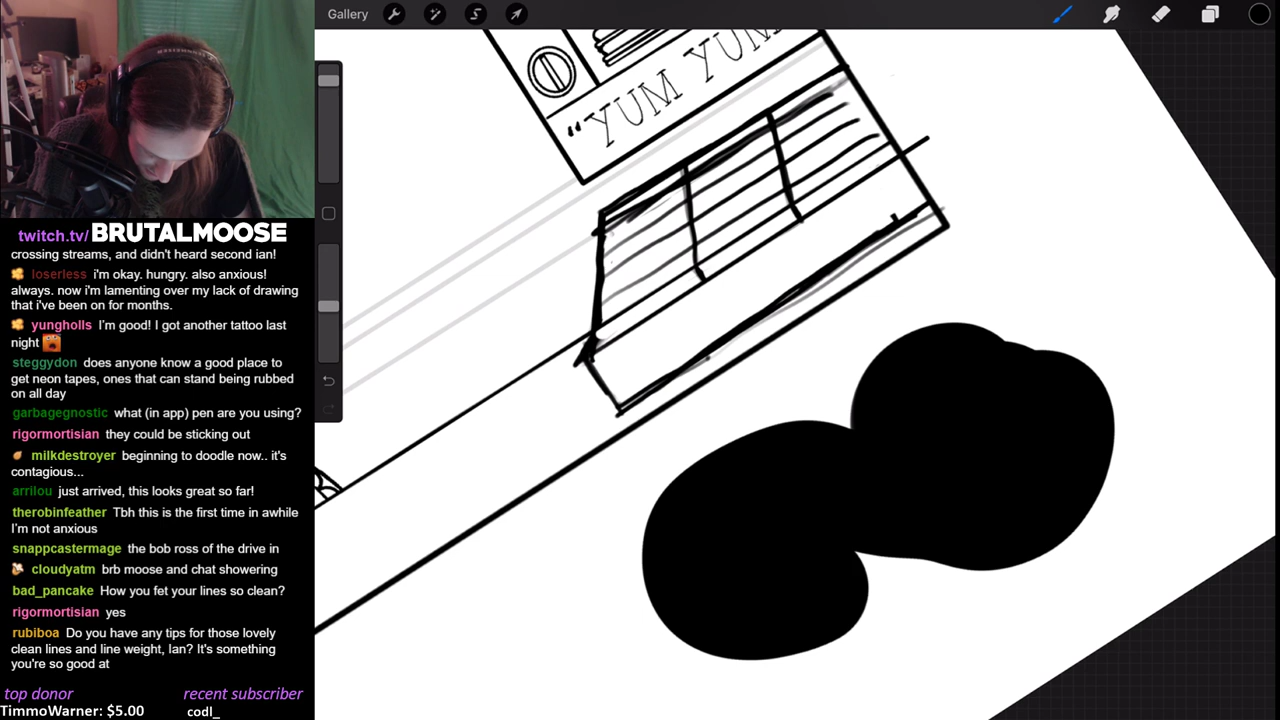 Gallery
"YUM YUM
twitch.tv/BRUTALMOOSE
crossing streams, and didn't heard second ian!
loserless i'm okay. hungry. also anxious!
always. now i'm lamenting over my lack of drawing
that i've been on for months.
yungholls I'm good! I got another tattoo last
night
steggydon does anyone know a good place to
get neon tapes, ones that can stand being rubbed
on all day
garbagegnostic what (in app) pen are you using?
rigormortisian they could be sticking out
milkdestroyer beginning to doodle now.. it's
contagious...
arrilou just arrived, this looks great so far!
therobinfeather Tbh this is the first time in awhile
I'm not anxious
snappcastermage the bob ross of the drive in
cloudyatm brb moose and chat showering
bad_pancake How you fet your lines so clean?
rigormortisian yes
rubiboa Do you have any tips for those lovely
clean lines and line weight, Ian? It's something
you're so good at
top donor recent subscriber
TimmoWarner: $5.00 codl_